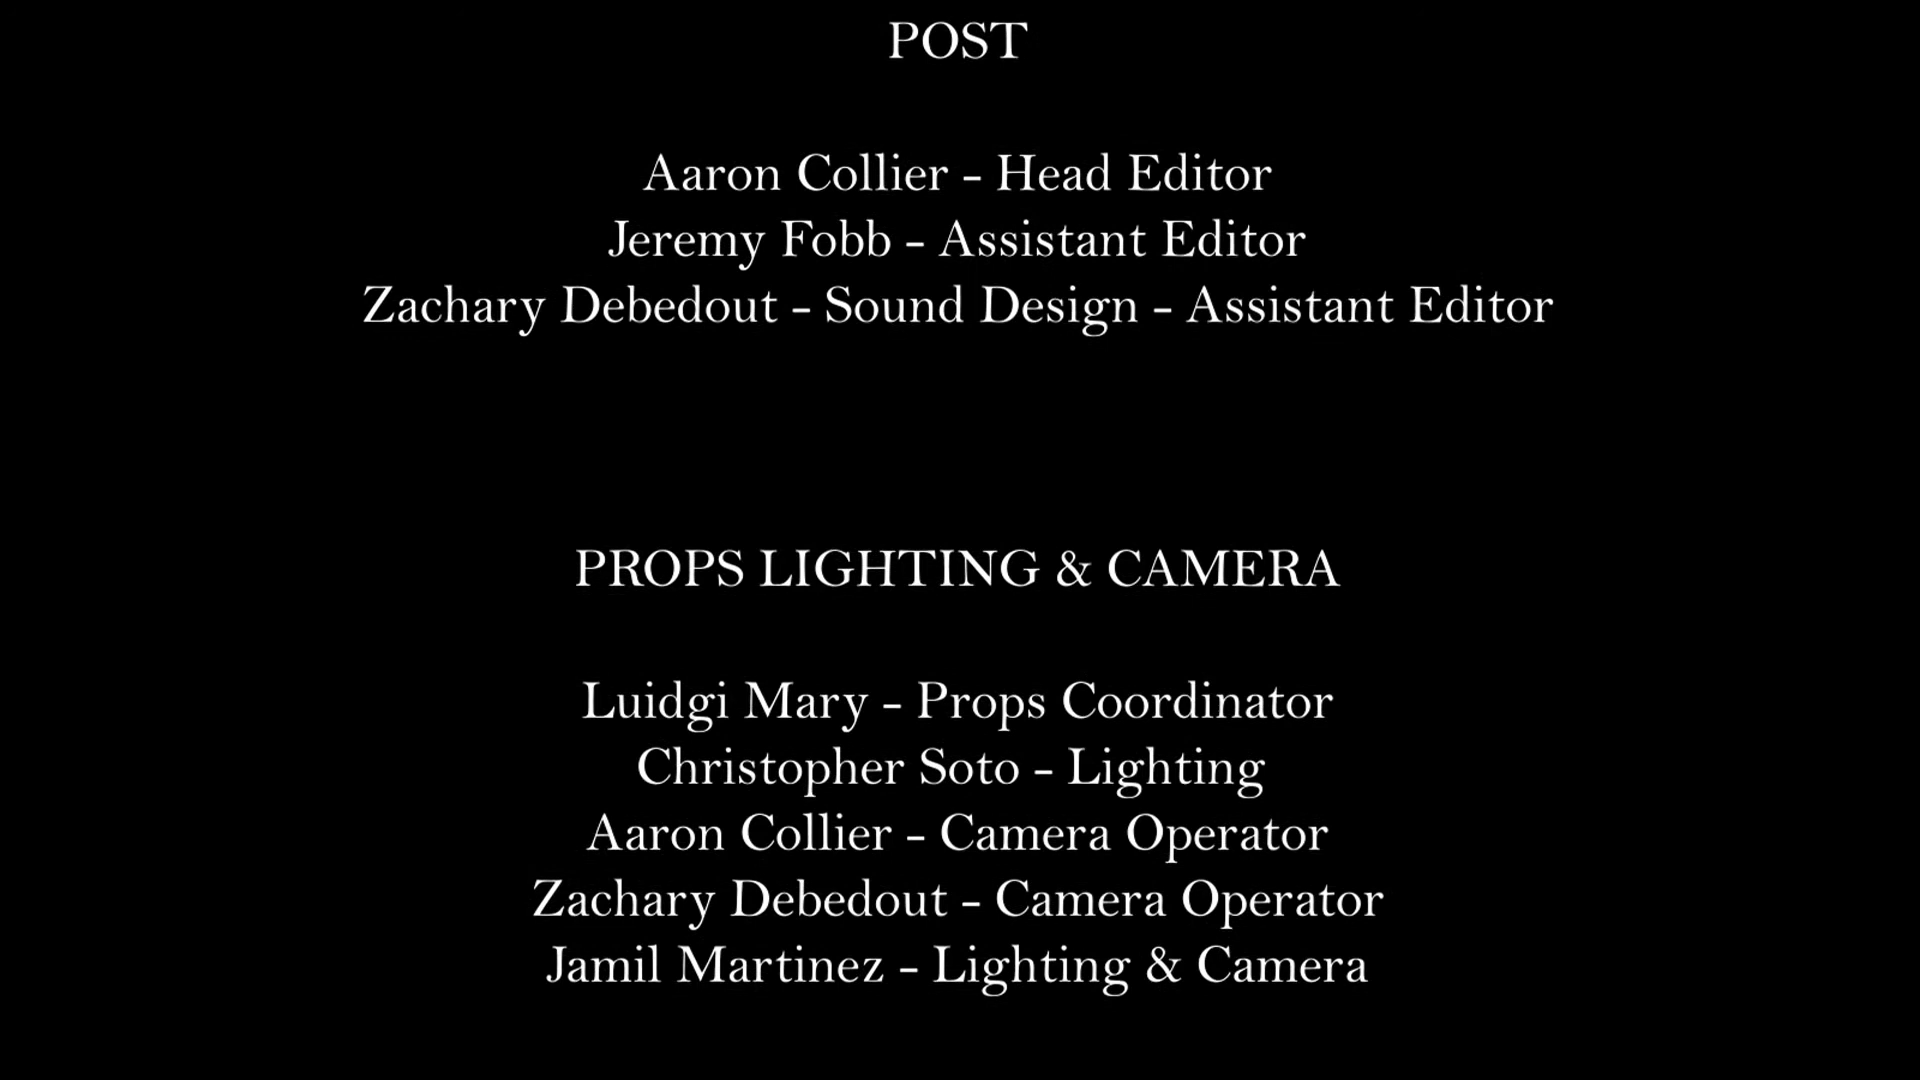 POST
Aaron Collier - Head Editor
Jeremy Fobb - Assistant Editor
Zachary Debedout - Sound Design - Assistant Editor
PROPS LIGHTING & CAMERA
Luidgi Mary - Props Coordinator
Christopher Soto - Lighting
Aaron Collier - Camera Operator
Zachary Debedout - Camera Operator
Jamil Martinez - Lighting & Camera